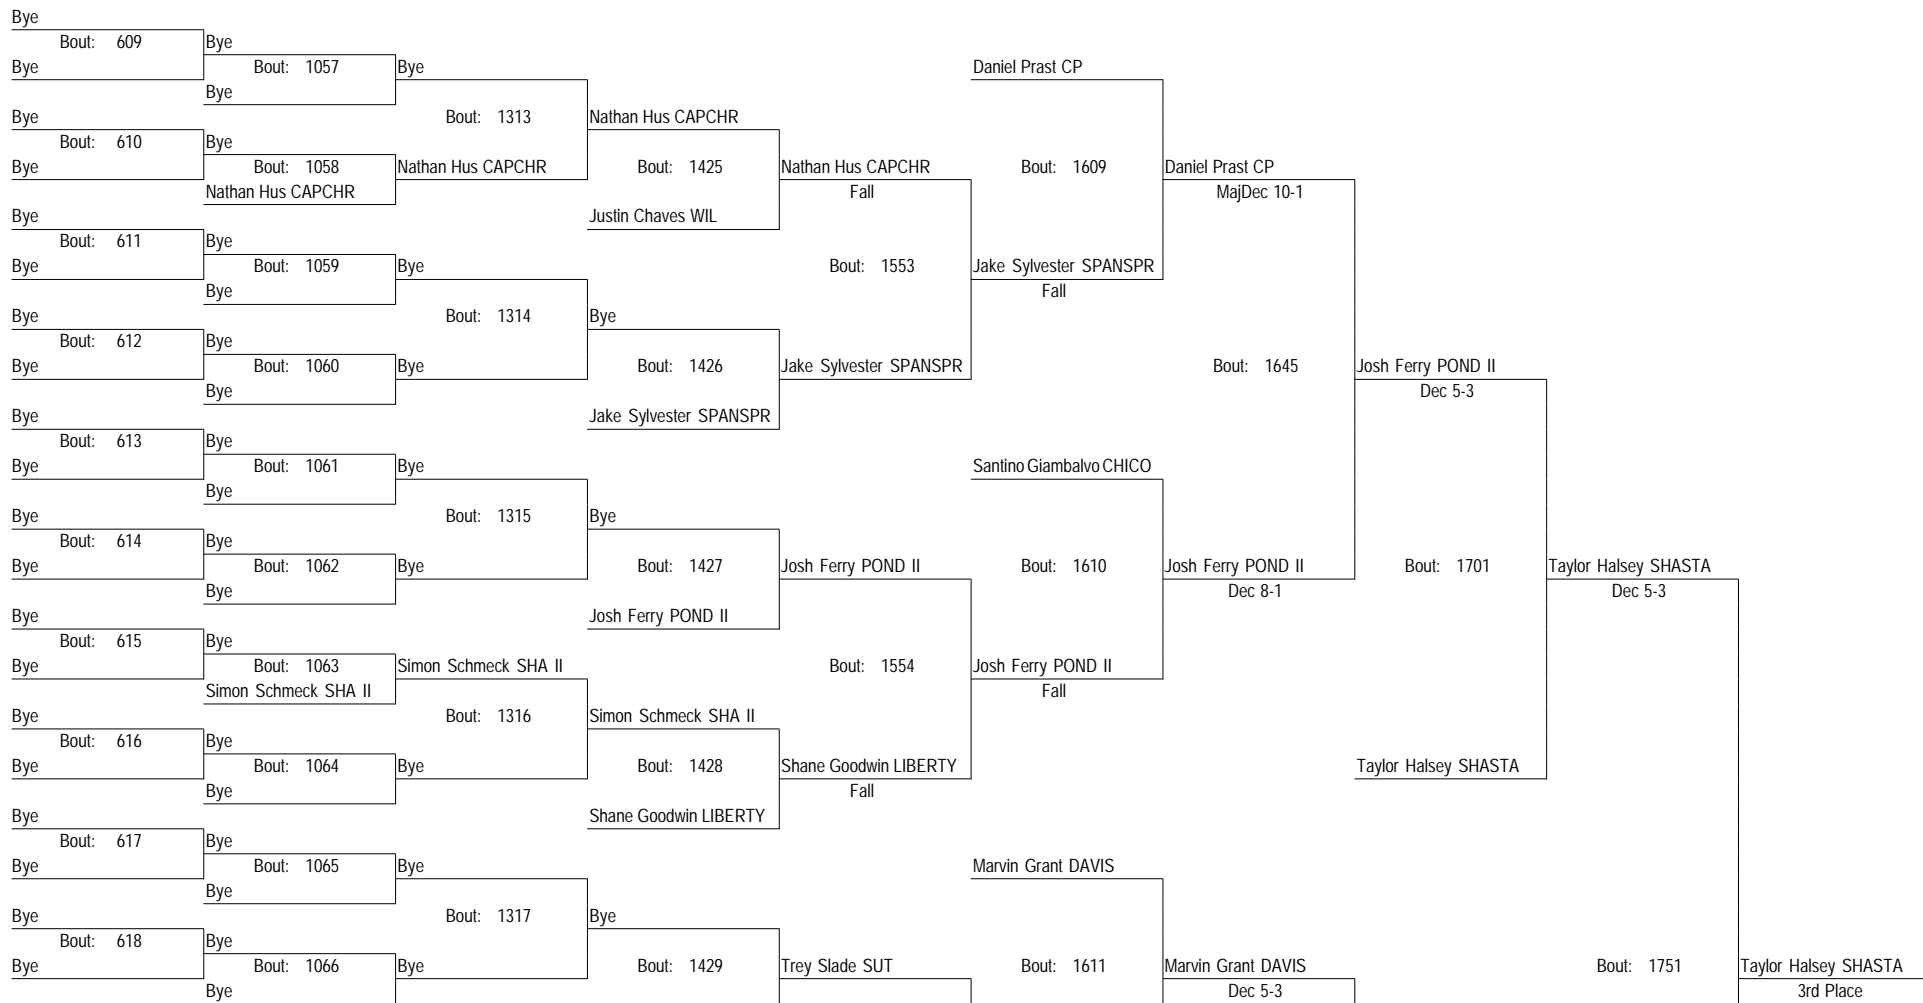 Bye
Bout: 609 Bye
Bye Bout: 1057 Bye Daniel Prast CP
Bye
Bye Bout: 1313 Nathan Hus CAPCHR
Bout: 610 Bye
Bye Bout: 1058 Nathan Hus CAPCHR Bout: 1425 Nathan Hus CAPCHR Bout: 1609 Daniel Prast CP
Nathan Hus CAPCHR Fall MajDec 10-1
Bye Justin Chaves WIL
Bout: 611 Bye
Bye Bout: 1059 Bye Bout: 1553 Jake Sylvester SPANSPR
Bye Fall
Bye Bout: 1314 Bye
Bout: 612 Bye
Bye Bout: 1060 Bye Bout: 1426 Jake Sylvester SPANSPR Bout: 1645 Josh Ferry POND II
Bye Dec 5-3
Bye Jake Sylvester SPANSPR
Bout: 613 Bye
Bye Bout: 1061 Bye Santino Giambalvo CHICO
Bye
Bye Bout: 1315 Bye
Bout: 614 Bye
Bye Bout: 1062 Bye Bout: 1427 Josh Ferry POND II Bout: 1610 Josh Ferry POND II Bout: 1701 Taylor Halsey SHASTA
Bye Dec 8-1 Dec 5-3
Bye Josh Ferry POND II
Bout: 615 Bye
Bye Bout: 1063 Simon Schmeck SHA II Bout: 1554 Josh Ferry POND II
Simon Schmeck SHA II Fall
Bye Bout: 1316 Simon Schmeck SHA II
Bout: 616 Bye
Bye Bout: 1064 Bye Bout: 1428 Shane Goodwin LIBERTY Taylor Halsey SHASTA
Bye Fall
Bye Shane Goodwin LIBERTY
Bout: 617 Bye
Bye Bout: 1065 Bye Marvin Grant DAVIS
Bye
Bye Bout: 1317 Bye
Bout: 618 Bye
Bye Bout: 1066 Bye Bout: 1429 Trey Slade SUT Bout: 1611 Marvin Grant DAVIS Bout: 1751 Taylor Halsey SHASTA
Bye Dec 5-3 3rd Place